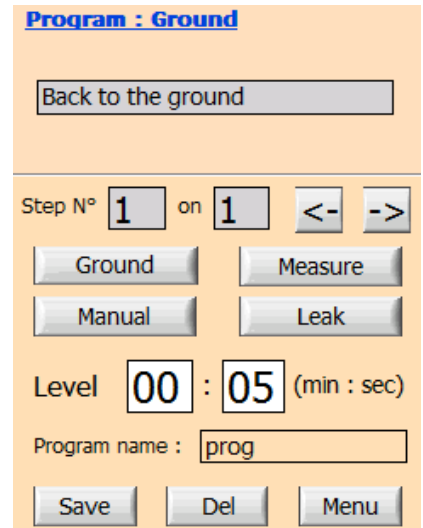 Program : Ground
Back to the ground
Step N° 1 on 1 <- ->
Ground Measure
Manual Leak
Level 00 : 05 (min : sec)
Program name : prog
Save Del Menu